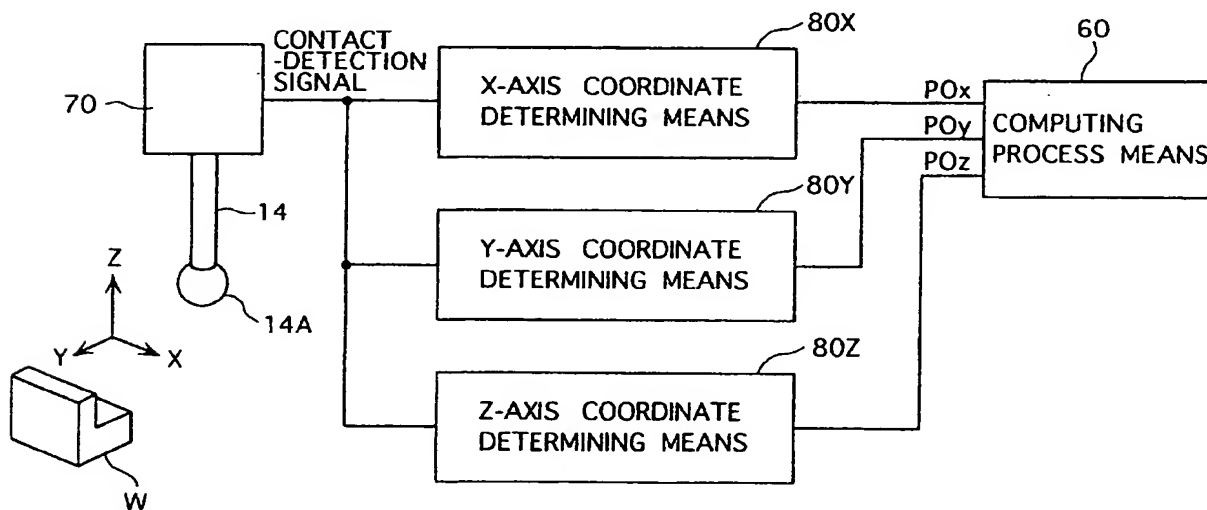 80X
60
CONTACT
-DETECTION
SIGNAL
70
X-AXIS COORDINATE
DETERMINING MEANS
POx
POy
POz
COMPUTING
PROCESS MEANS
80Y
14
Y-AXIS COORDINATE
DETERMINING MEANS
Z
14A
Y
X
80Z
Z-AXIS COORDINATE
DETERMINING MEANS
W